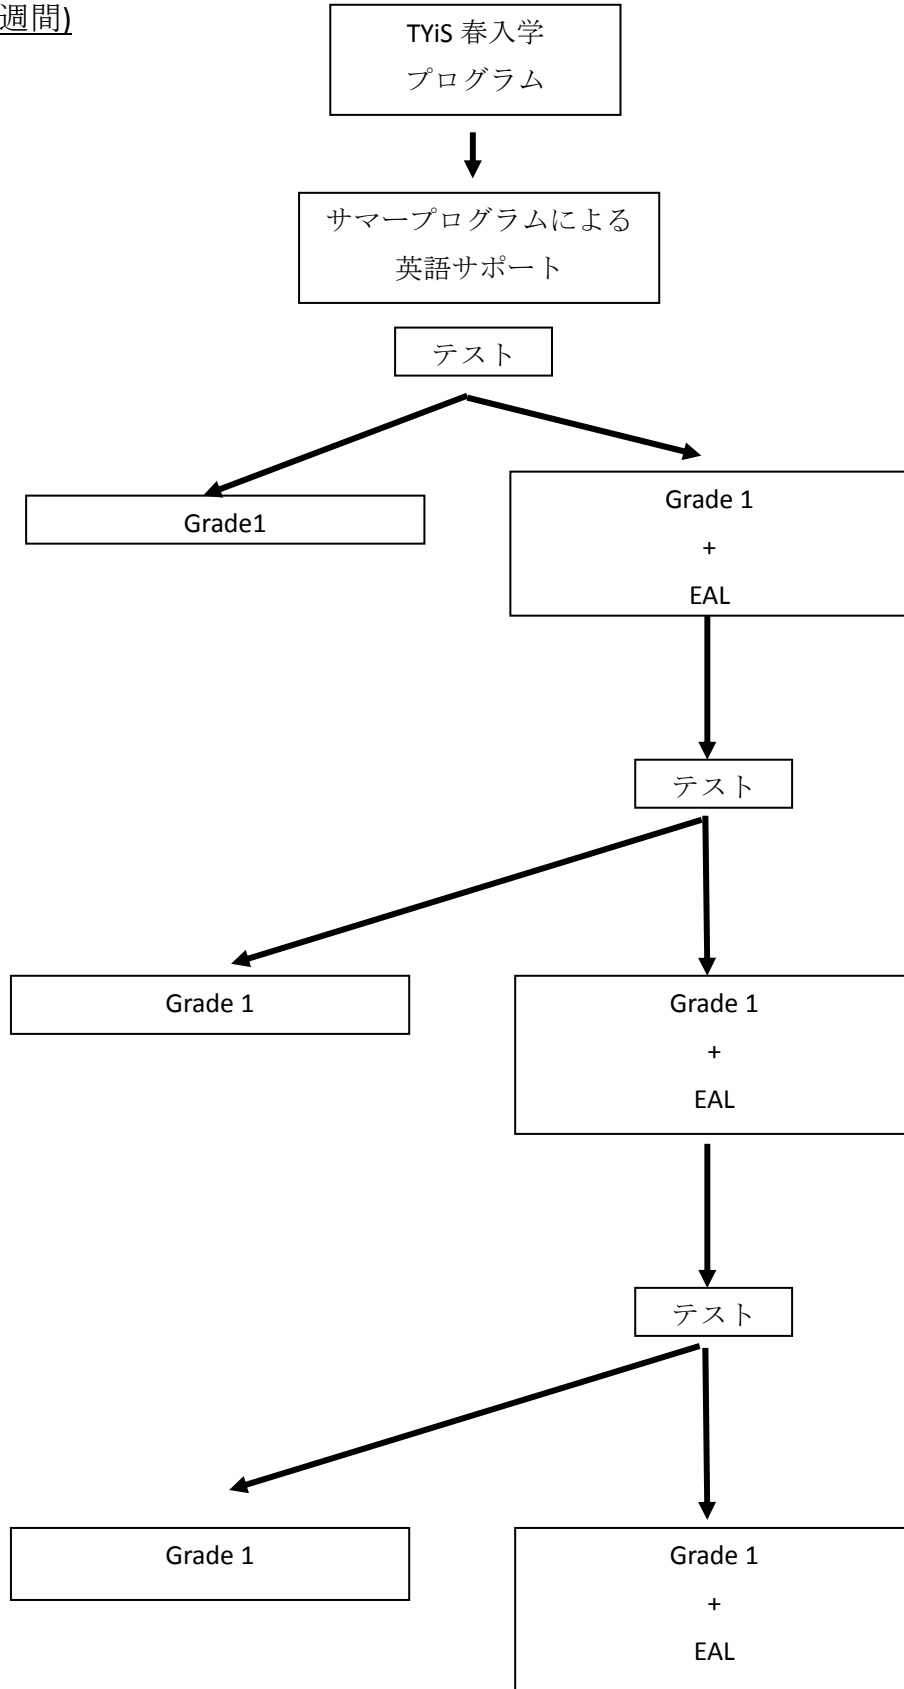 週間)
TYiS 春入学
プログラム
サマープログラムによる
英語サポート
テスト
Grade1
Grade 1
+
EAL
テスト
Grade 1
Grade 1
+
EAL
テスト
Grade 1
Grade 1
+
EAL